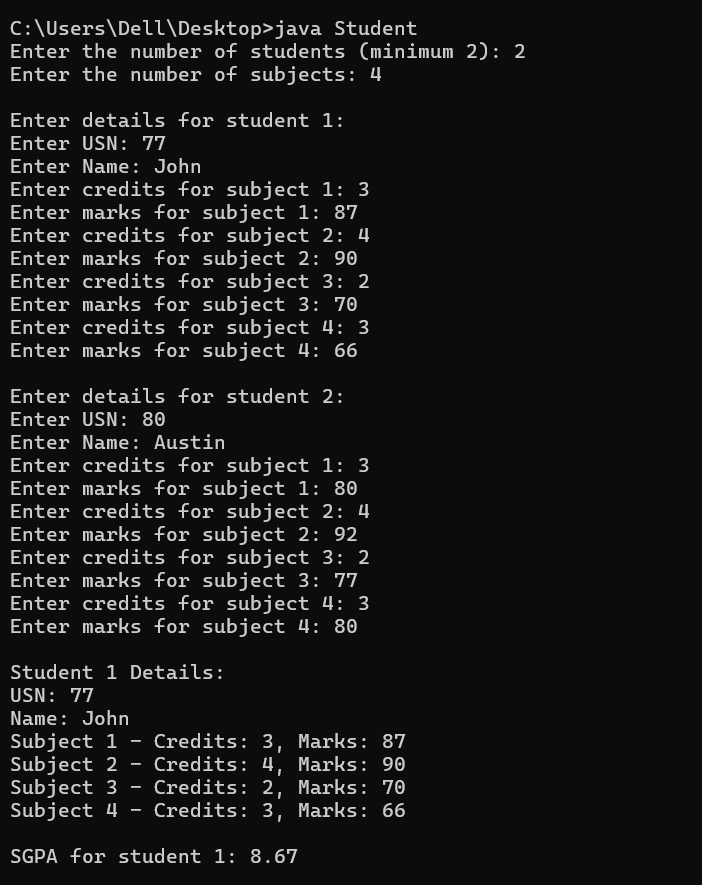 C:\Users\Dell\Desktop>java Student
Enter the number of students (minimum 2): 2
Enter the number of subjects: 4

Enter details for student 1:
Enter USN: 77
Enter Name: John
Enter credits for subject 1: 3
Enter marks for subject 1: 87
Enter credits for subject 2: 4
Enter marks for subject 2: 90
Enter credits for subject 3: 2
Enter marks for subject 3: 70
Enter credits for subject 4: 3
Enter marks for subject 4: 66

Enter details for student 2:
Enter USN: 80
Enter Name: Austin
Enter credits for subject 1: 3
Enter marks for subject 1: 80
Enter credits for subject 2: 4
Enter marks for subject 2: 92
Enter credits for subject 3: 2
Enter marks for subject 3: 77
Enter credits for subject 4: 3
Enter marks for subject 4: 80

Student 1 Details:
USN: 77
Name: John
Subject 1 - Credits: 3, Marks: 87
Subject 2 - Credits: 4, Marks: 90
Subject 3 - Credits: 2, Marks: 70
Subject 4 - Credits: 3, Marks: 66

SGPA for student 1: 8.67